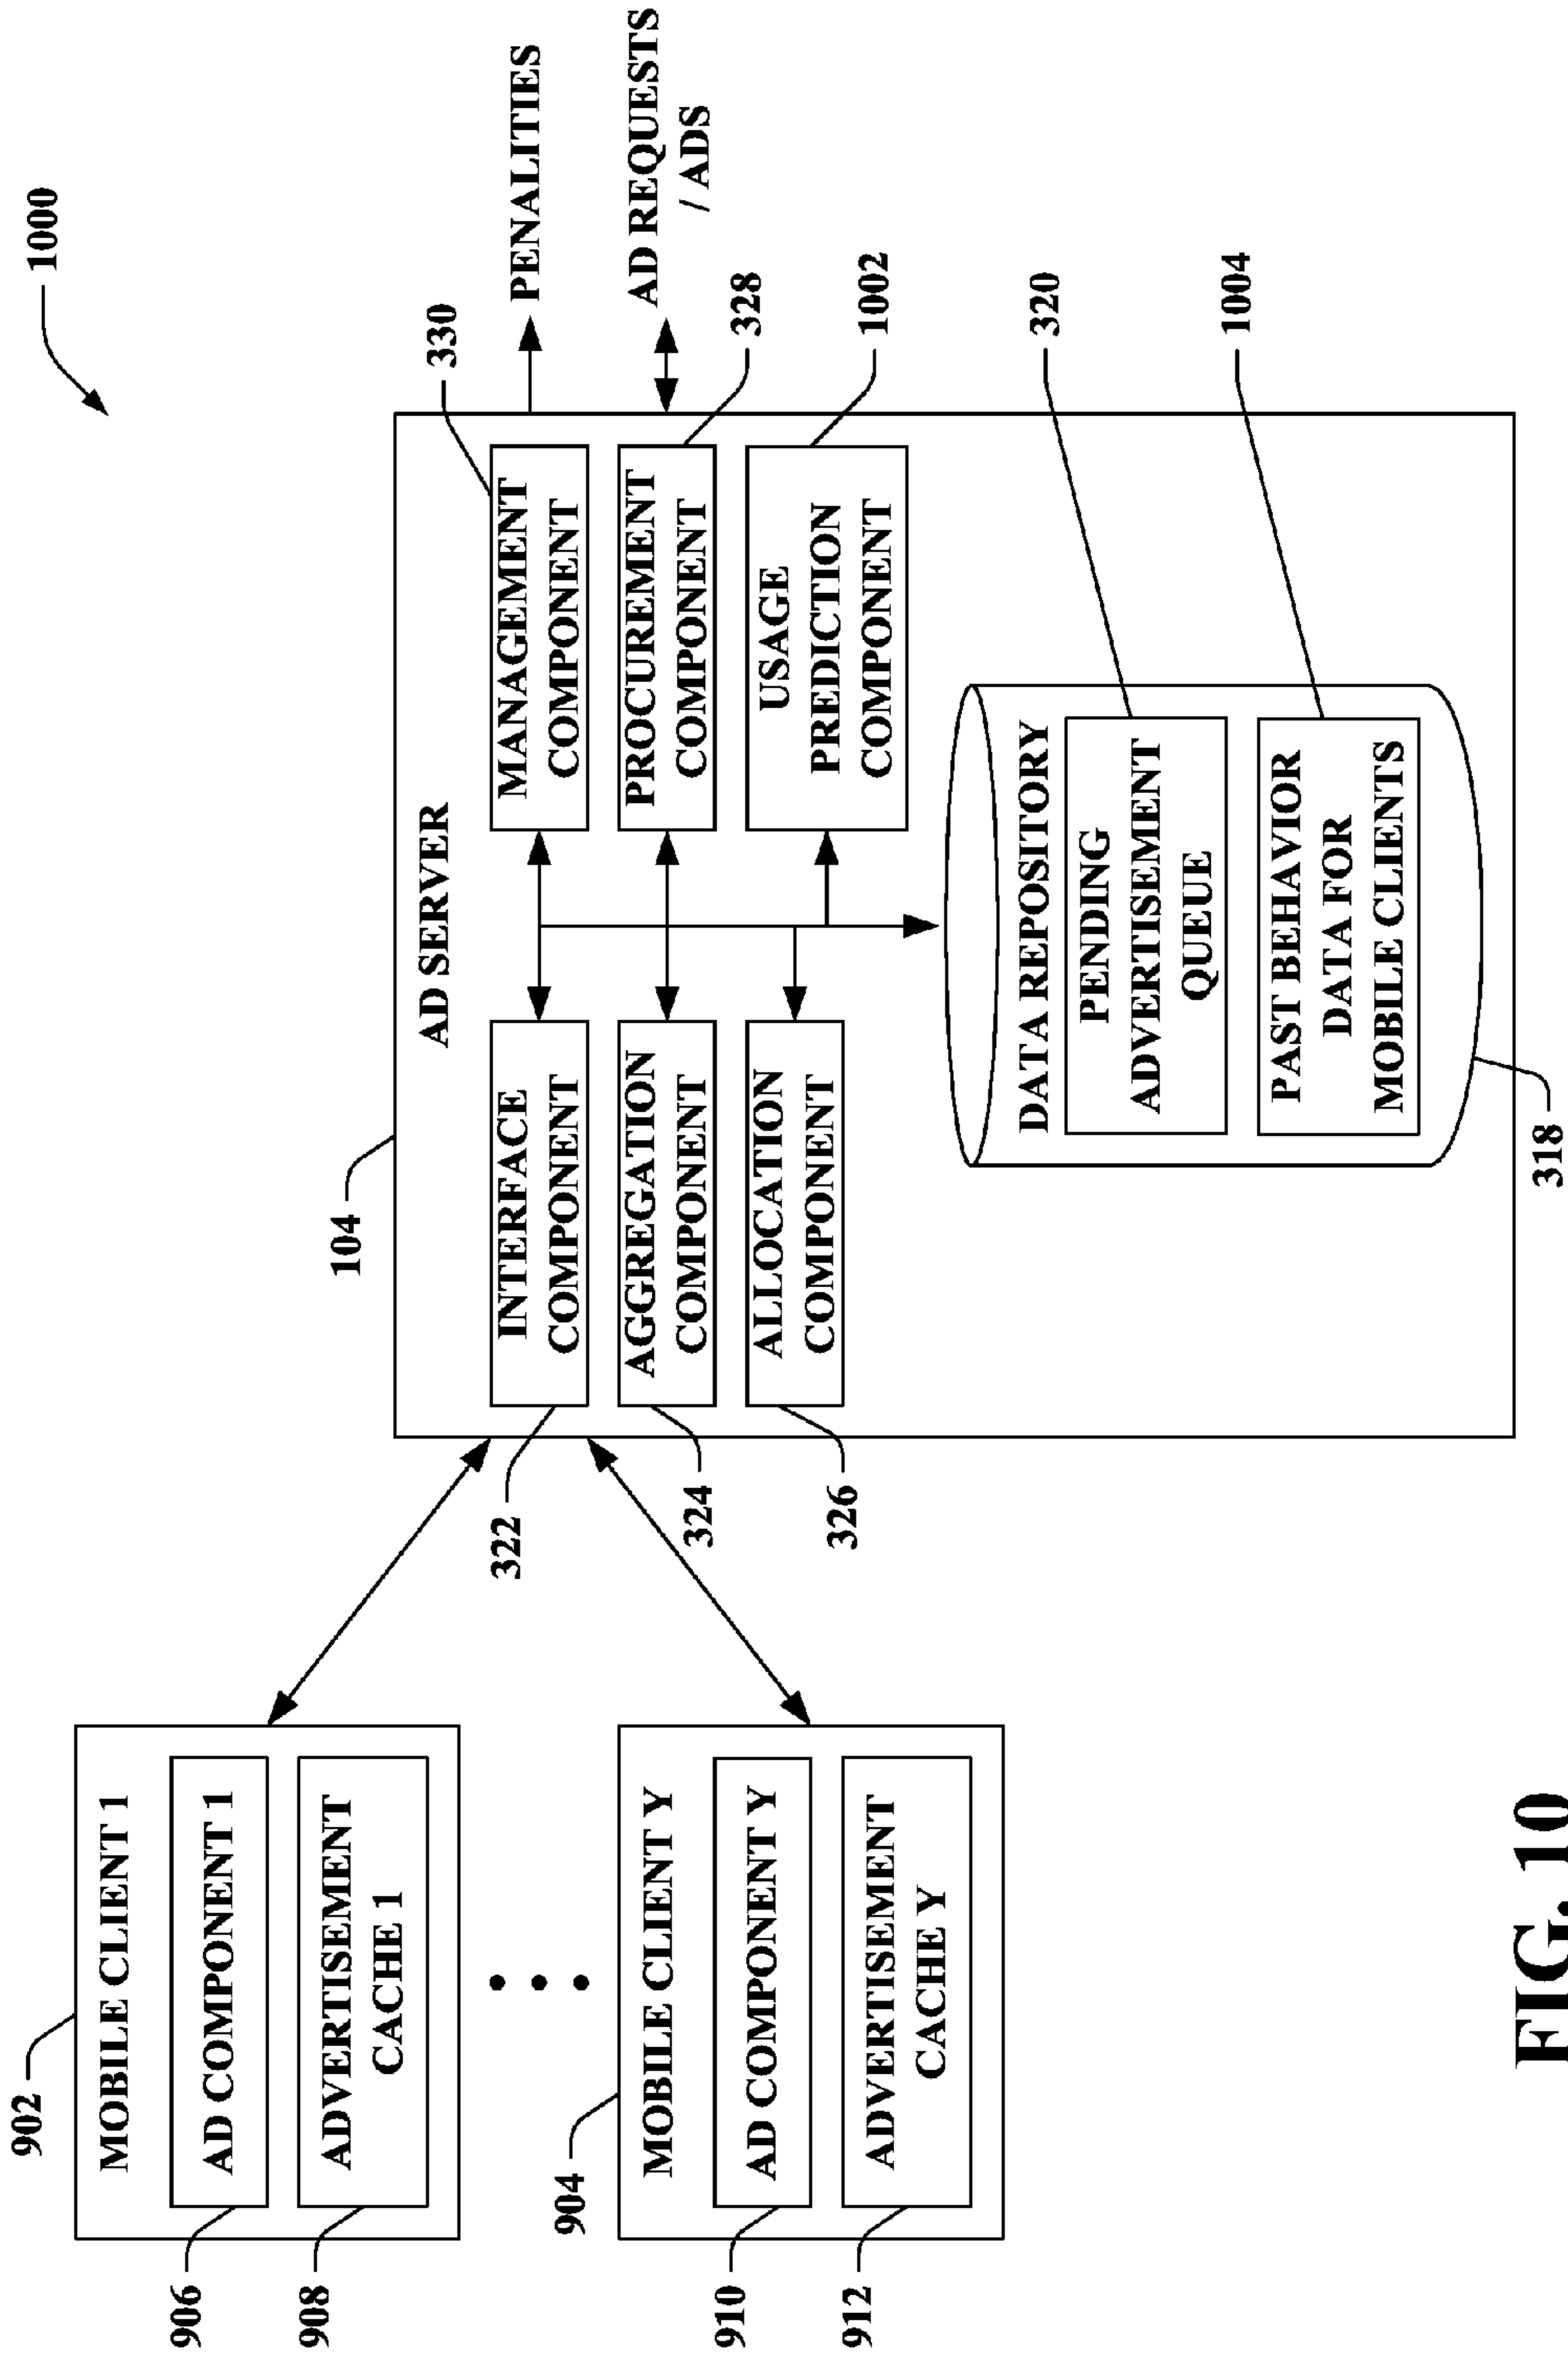 1000
902
MOBILE CLIENT 1
906
AD COMPONENT 1
908
ADVERTISEMENT
CACHE 1
904
MOBILE CLIENT Y
910
AD COMPONENT Y
912
ADVERTISEMENT
CACHE Y
104
AD SERVER
322
INTERFACE
COMPONENT
330
MANAGEMENT
COMPONENT
PENALITIES
324
AGGREGATION
COMPONENT
328
PROCUREMENT
COMPONENT
AD REQUESTS
/ ADS
326
ALLOCATION
COMPONENT
1002
USAGE
PREDICTION
COMPONENT
DATA REPOSITORY
320
PENDING
ADVERTISEMENT
QUEUE
1004
PAST BEHAVIOR
DATA FOR
MOBILE CLIENTS
318
FIG. 10